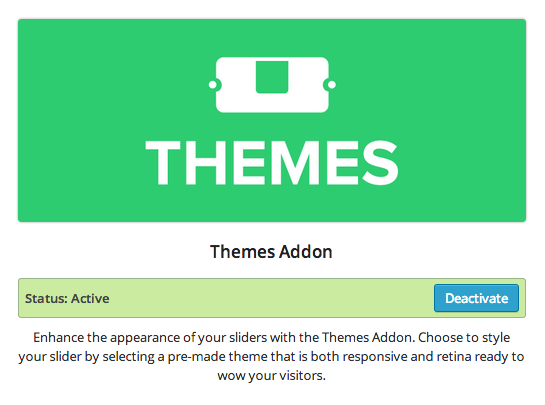 THEMES
Themes Addon
Status: Active
Deactivate
Enhance the appearance of your sliders with the Themes Addon. Choose to style
your slider by selecting a pre-made theme that is both responsive and retina ready to
wow your visitors.